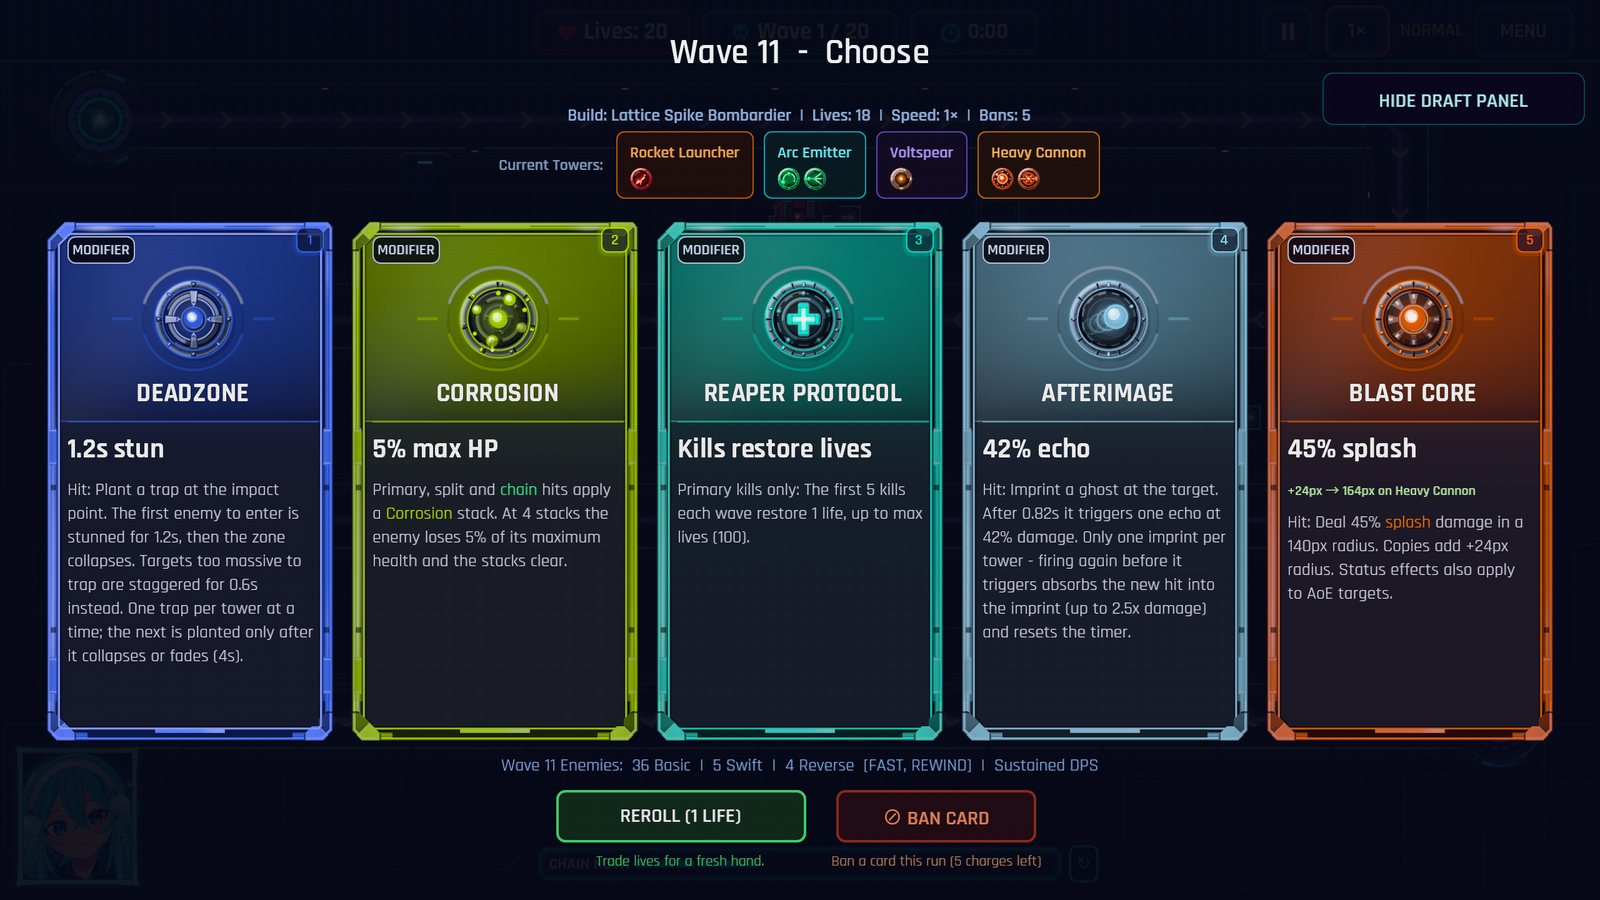 Lives: 20
Wave 1 / 20
0:00
1×
NORMAL
MENU
Wave 11 - Choose
HIDE DRAFT PANEL
Build: Lattice Spike Bombardier | Lives: 18 | Speed: 1× | Bans: 5
Current Towers:
Rocket Launcher
Arc Emitter
Voltspear
Heavy Cannon
MODIFIER
1
DEADZONE
1.2s stun
Hit: Plant a trap at the impact
point. The first enemy to enter is
stunned for 1.2s, then the zone
collapses. Targets too massive to
trap are staggered for 0.6s
instead. One trap per tower at a
time; the next is planted only after
it collapses or fades (4s).
MODIFIER
2
CORROSION
5% max HP
Primary, split and chain hits apply
a Corrosion stack. At 4 stacks the
enemy loses 5% of its maximum
health and the stacks clear.
MODIFIER
3
REAPER PROTOCOL
Kills restore lives
Primary kills only: The first 5 kills
each wave restore 1 life, up to max
lives (100).
MODIFIER
4
AFTERIMAGE
42% echo
Hit: Imprint a ghost at the target.
After 0.82s it triggers one echo at
42% damage. Only one imprint per
tower - firing again before it
triggers absorbs the new hit into
the imprint (up to 2.5x damage)
and resets the timer.
MODIFIER
5
BLAST CORE
45% splash
+24px → 164px on Heavy Cannon
Hit: Deal 45% splash damage in a
140px radius. Copies add +24px
radius. Status effects also apply
to AoE targets.
Wave 11 Enemies: 36 Basic | 5 Swift | 4 Reverse [FAST, REWIND] | Sustained DPS
REROLL (1 LIFE)
BAN CARD
Trade lives for a fresh hand.
Ban a card this run (5 charges left)
CHAIN